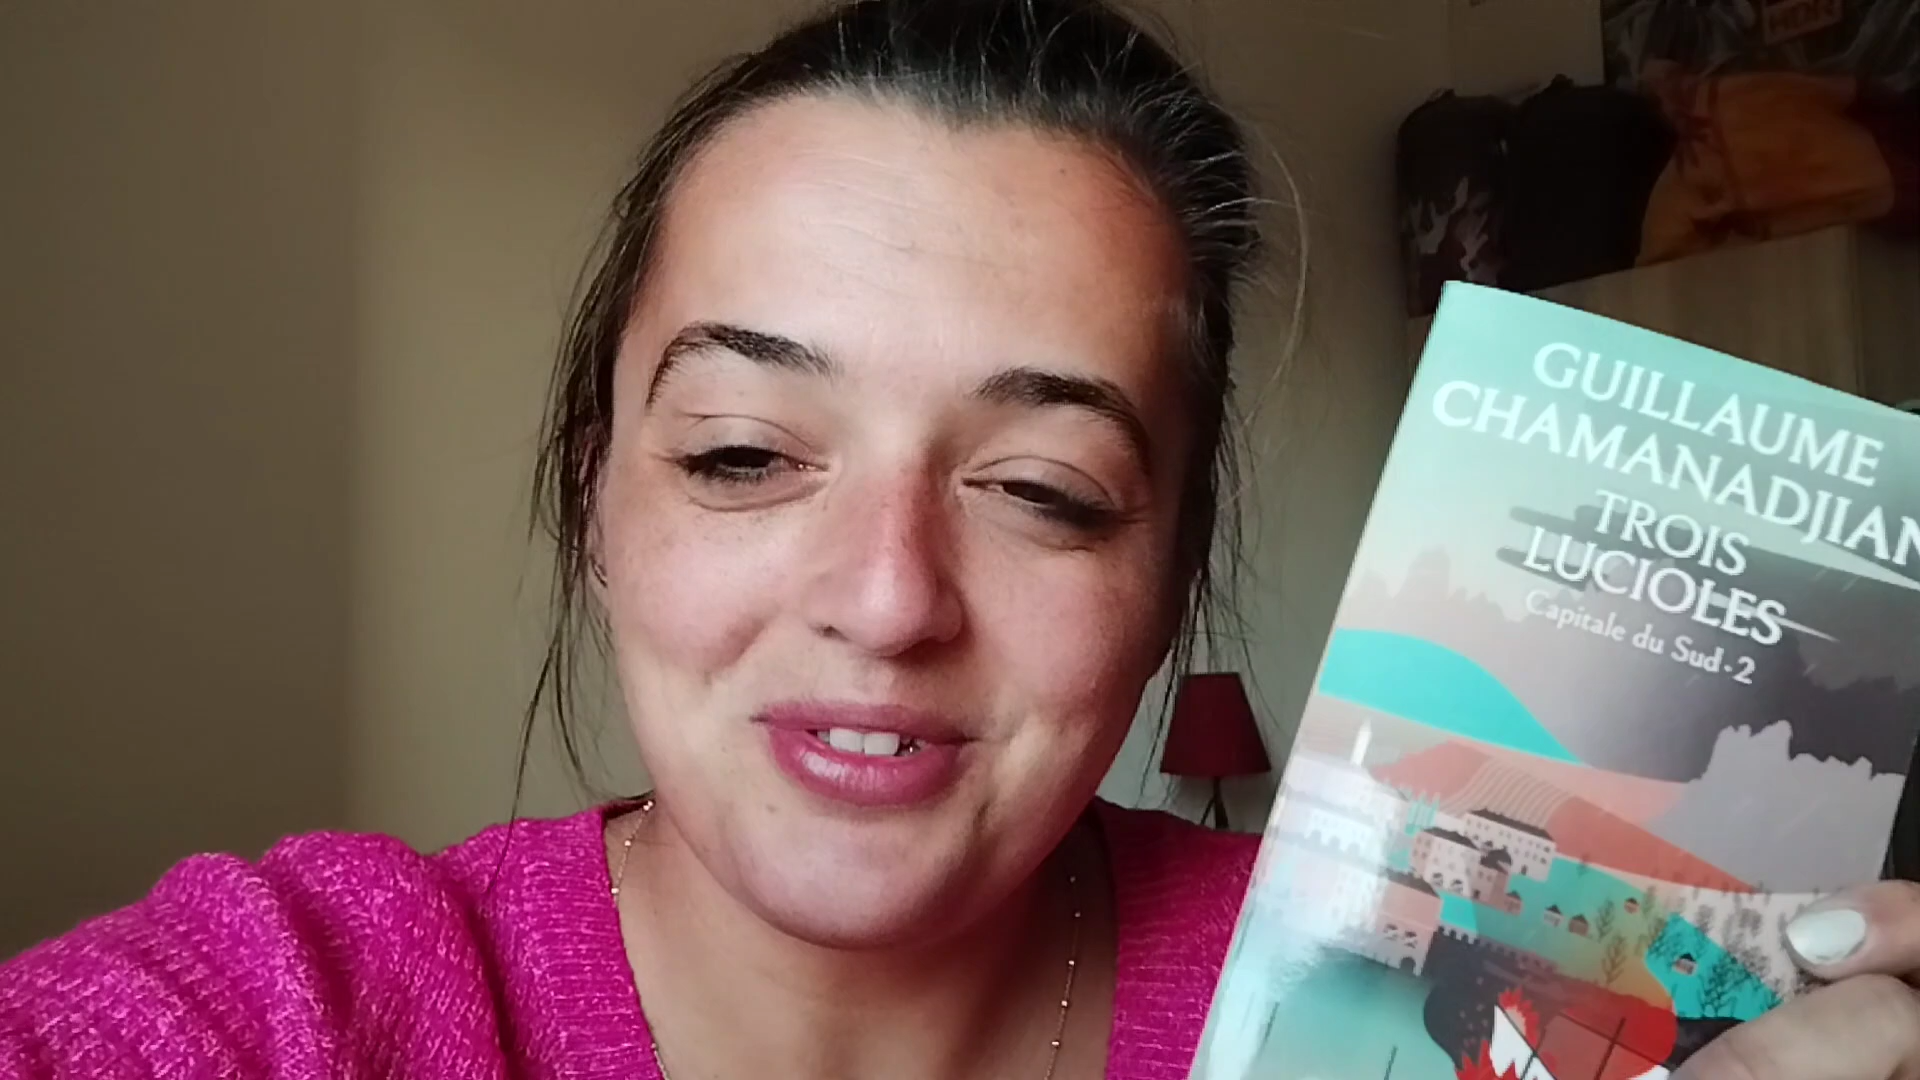 GUILLAUME
CHAMANADJIAN
TROIS
LUCIOLES
Capitale du Sud - 2